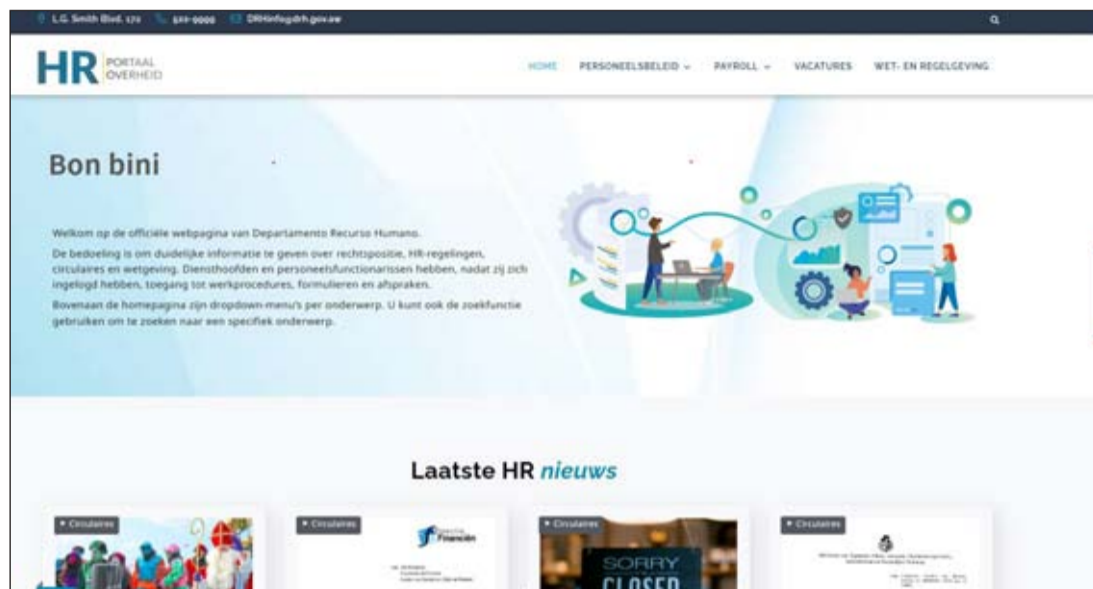 L.G. Smith Blvd. 172 522-9999 DRHinfo@drh.gov.aw
HR PORTAAL
OVERHEID
HOME PERSONEELSBELEID PAYROLL VACATURES WET- EN REGELGEVING
Bon bini
Welkom op de officiële webpagina van Departamento Recurso Humano.
De bedoeling is om duidelijke informatie te geven over rechtspositie, HR-regelingen,
circulaires en wetgeving. Diensthoofden en personeelsfunctionarissen hebben, nadat zij zich
ingelogd hebben, toegang tot werkprocedures, formulieren en afspraken.
Bovenaan de homepagina zijn dropdown-menu's per onderwerp. U kunt ook de zoekfunctie
gebruiken om te zoeken naar een specifiek onderwerp.
Laatste HR nieuws
Circulaires Circulaires Circulaires Circulaires
Financiën
SORRY
CLOSED